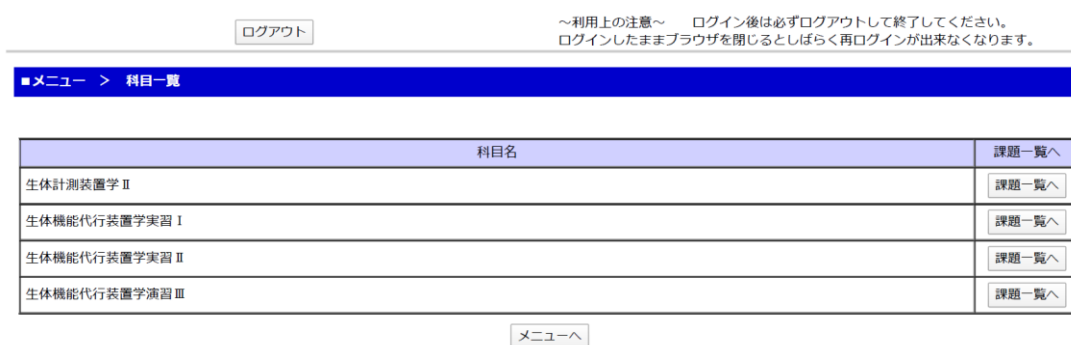 ログアウト
～利用上の注意～　　ログイン後は必ずログアウトして終了してください。
ログインしたままブラウザを閉じるとしばらく再ログインが出来なくなります。
■メニュー　＞　科目一覧
科目名　課題一覧へ
生体計測装置学Ⅱ　課題一覧へ
生体機能代行装置学実習Ⅰ　課題一覧へ
生体機能代行装置学実習Ⅱ　課題一覧へ
生体機能代行装置学演習Ⅲ　課題一覧へ
メニューへ